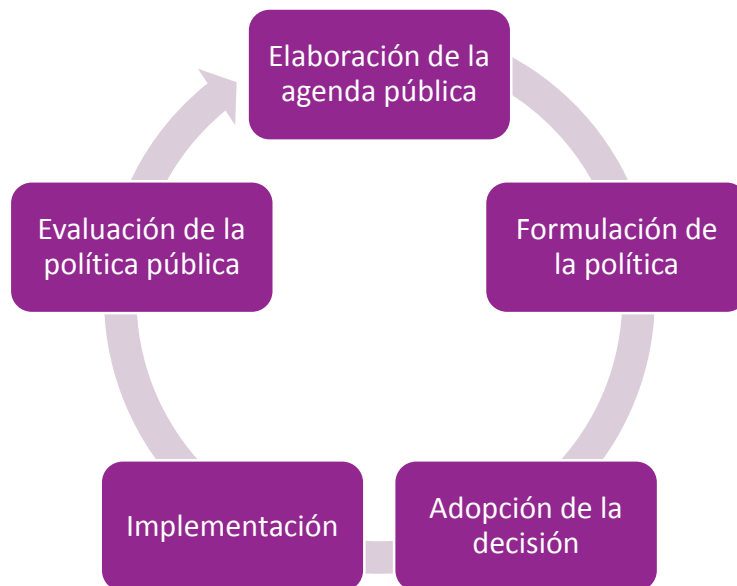 Elaboración de la
agenda pública
Formulación de
la política
Adopción de la
decisión
Implementación
Evaluación de la
política pública